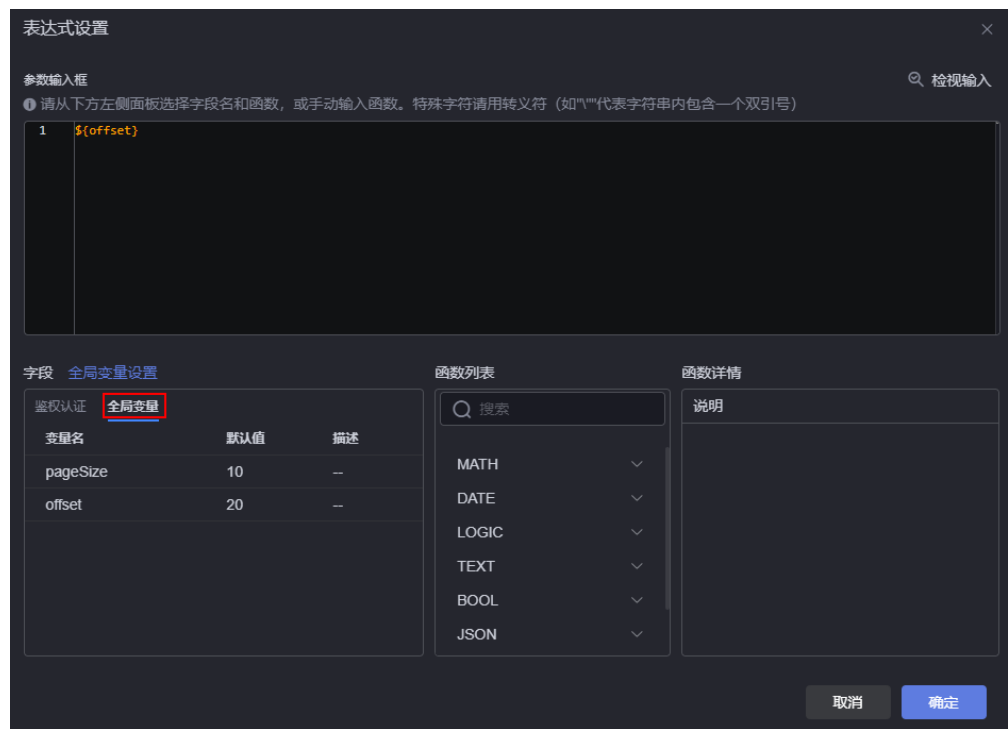 表达式设置
参数输入框
检视输入
请从下方左侧面板选择字段名和函数，或手动输入函数。特殊字符请用转义符（如"\""代表字符串内包含一个双引号）
1 ${offset}
字段 全局变量设置
函数列表
函数详情
鉴权认证 全局变量
搜索
说明
变量名 默认值 描述
pageSize 10 --
offset 20 --
MATH
DATE
LOGIC
TEXT
BOOL
JSON
取消 确定